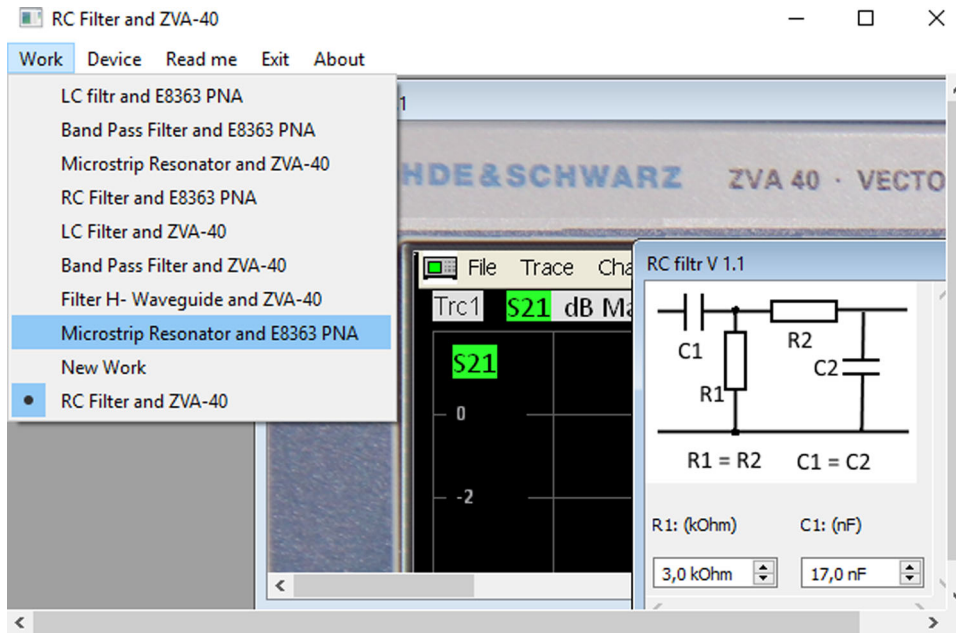 RC Filter and ZVA-40
Work Device Read me Exit About
LC filtr and E8363 PNA
Band Pass Filter and E8363 PNA
Microstrip Resonator and ZVA-40
RC Filter and E8363 PNA
LC Filter and ZVA-40
Band Pass Filter and ZVA-40
Filter H- Waveguide and ZVA-40
Microstrip Resonator and E8363 PNA
New Work
RC Filter and ZVA-40
1
HDE&SCHWARZ ZVA 40 · VECTO
File Trace Cha
Trc1 S21 dB Ma
S21
0
-2
RC filtr V 1.1
C1
R1
R2
C2
R1 = R2 C1 = C2
R1: (kOhm) C1: (nF)
3,0 kOhm 17,0 nF